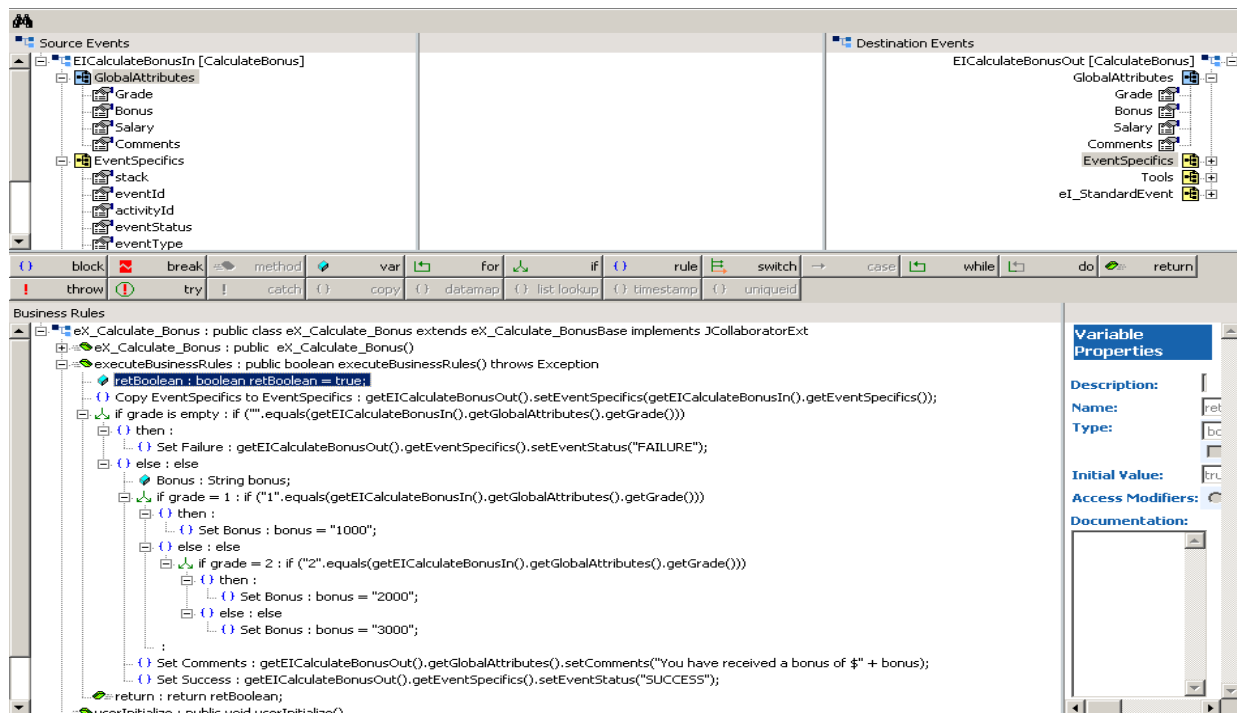 Source Events
Destination Events
EICalculateBonusIn [CalculateBonus]
EICalculateBonusOut [CalculateBonus]
GlobalAttributes
GlobalAttributes
Grade
Grade
Bonus
Bonus
Salary
Salary
Comments
Comments
EventSpecifics
EventSpecifics
stack
Tools
eventId
eI_StandardEvent
activityId
eventStatus
eventType
{} block break method var for if {} rule switch case while do return
! throw try ! catch {} copy {} datamap {} list lookup {} timestamp {} uniqueid
Business Rules
eX_Calculate_Bonus : public class eX_Calculate_Bonus extends eX_Calculate_BonusBase implements JCollaboratorExt
eX_Calculate_Bonus : public eX_Calculate_Bonus()
executeBusinessRules : public boolean executeBusinessRules() throws Exception
retBoolean : boolean retBoolean = true;
{} Copy EventSpecifics to EventSpecifics : getEICalculateBonusOut().setEventSpecifics(getEICalculateBonusIn().getEventSpecifics());
if grade is empty : if ("".equals(getEICalculateBonusIn().getGlobalAttributes().getGrade()))
{} then :
{} Set Failure : getEICalculateBonusOut().getEventSpecifics().setEventStatus("FAILURE");
{} else : else
Bonus : String bonus;
if grade = 1 : if ("1".equals(getEICalculateBonusIn().getGlobalAttributes().getGrade()))
{} then :
{} Set Bonus : bonus = "1000";
{} else : else
if grade = 2 : if ("2".equals(getEICalculateBonusIn().getGlobalAttributes().getGrade()))
{} then :
{} Set Bonus : bonus = "2000";
{} else : else
{} Set Bonus : bonus = "3000";
:
{} Set Comments : getEICalculateBonusOut().getGlobalAttributes().setComments("You have received a bonus of $" + bonus);
{} Set Success : getEICalculateBonusOut().getEventSpecifics().setEventStatus("SUCCESS");
return : return retBoolean;
userInitialize : public void userInitialize()
Variable
Properties
Description:
Name: ret
Type: bo
Initial Value: tru
Access Modifiers:
Documentation: